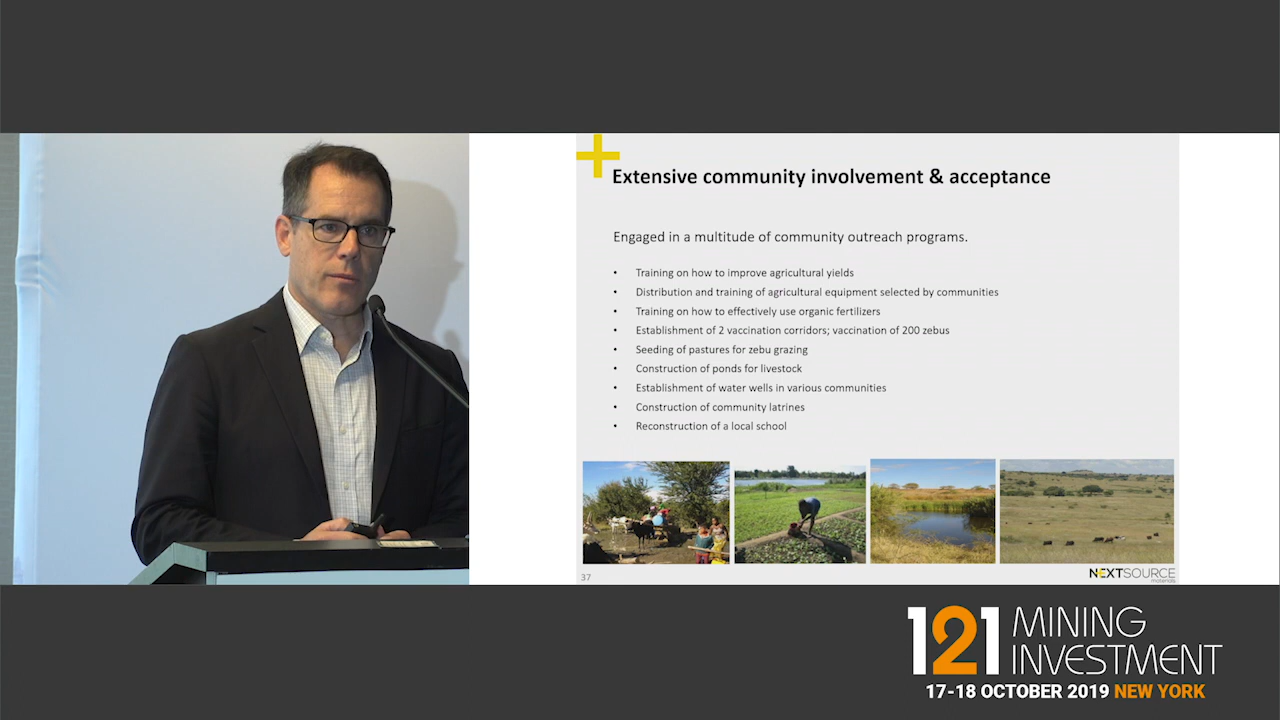 Extensive community involvement & acceptance
Engaged in a multitude of community outreach programs.
• Training on how to improve agricultural yields
• Distribution and training of agricultural equipment selected by communities
• Training on how to effectively use organic fertilizers
• Establishment of 2 vaccination corridors; vaccination of 200 zebus
• Seeding of pastures for zebu grazing
• Construction of ponds for livestock
• Establishment of water wells in various communities
• Construction of community latrines
• Reconstruction of a local school
37
NEXTSOURCE
materials
121 MINING
INVESTMENT
17-18 OCTOBER 2019 NEW YORK